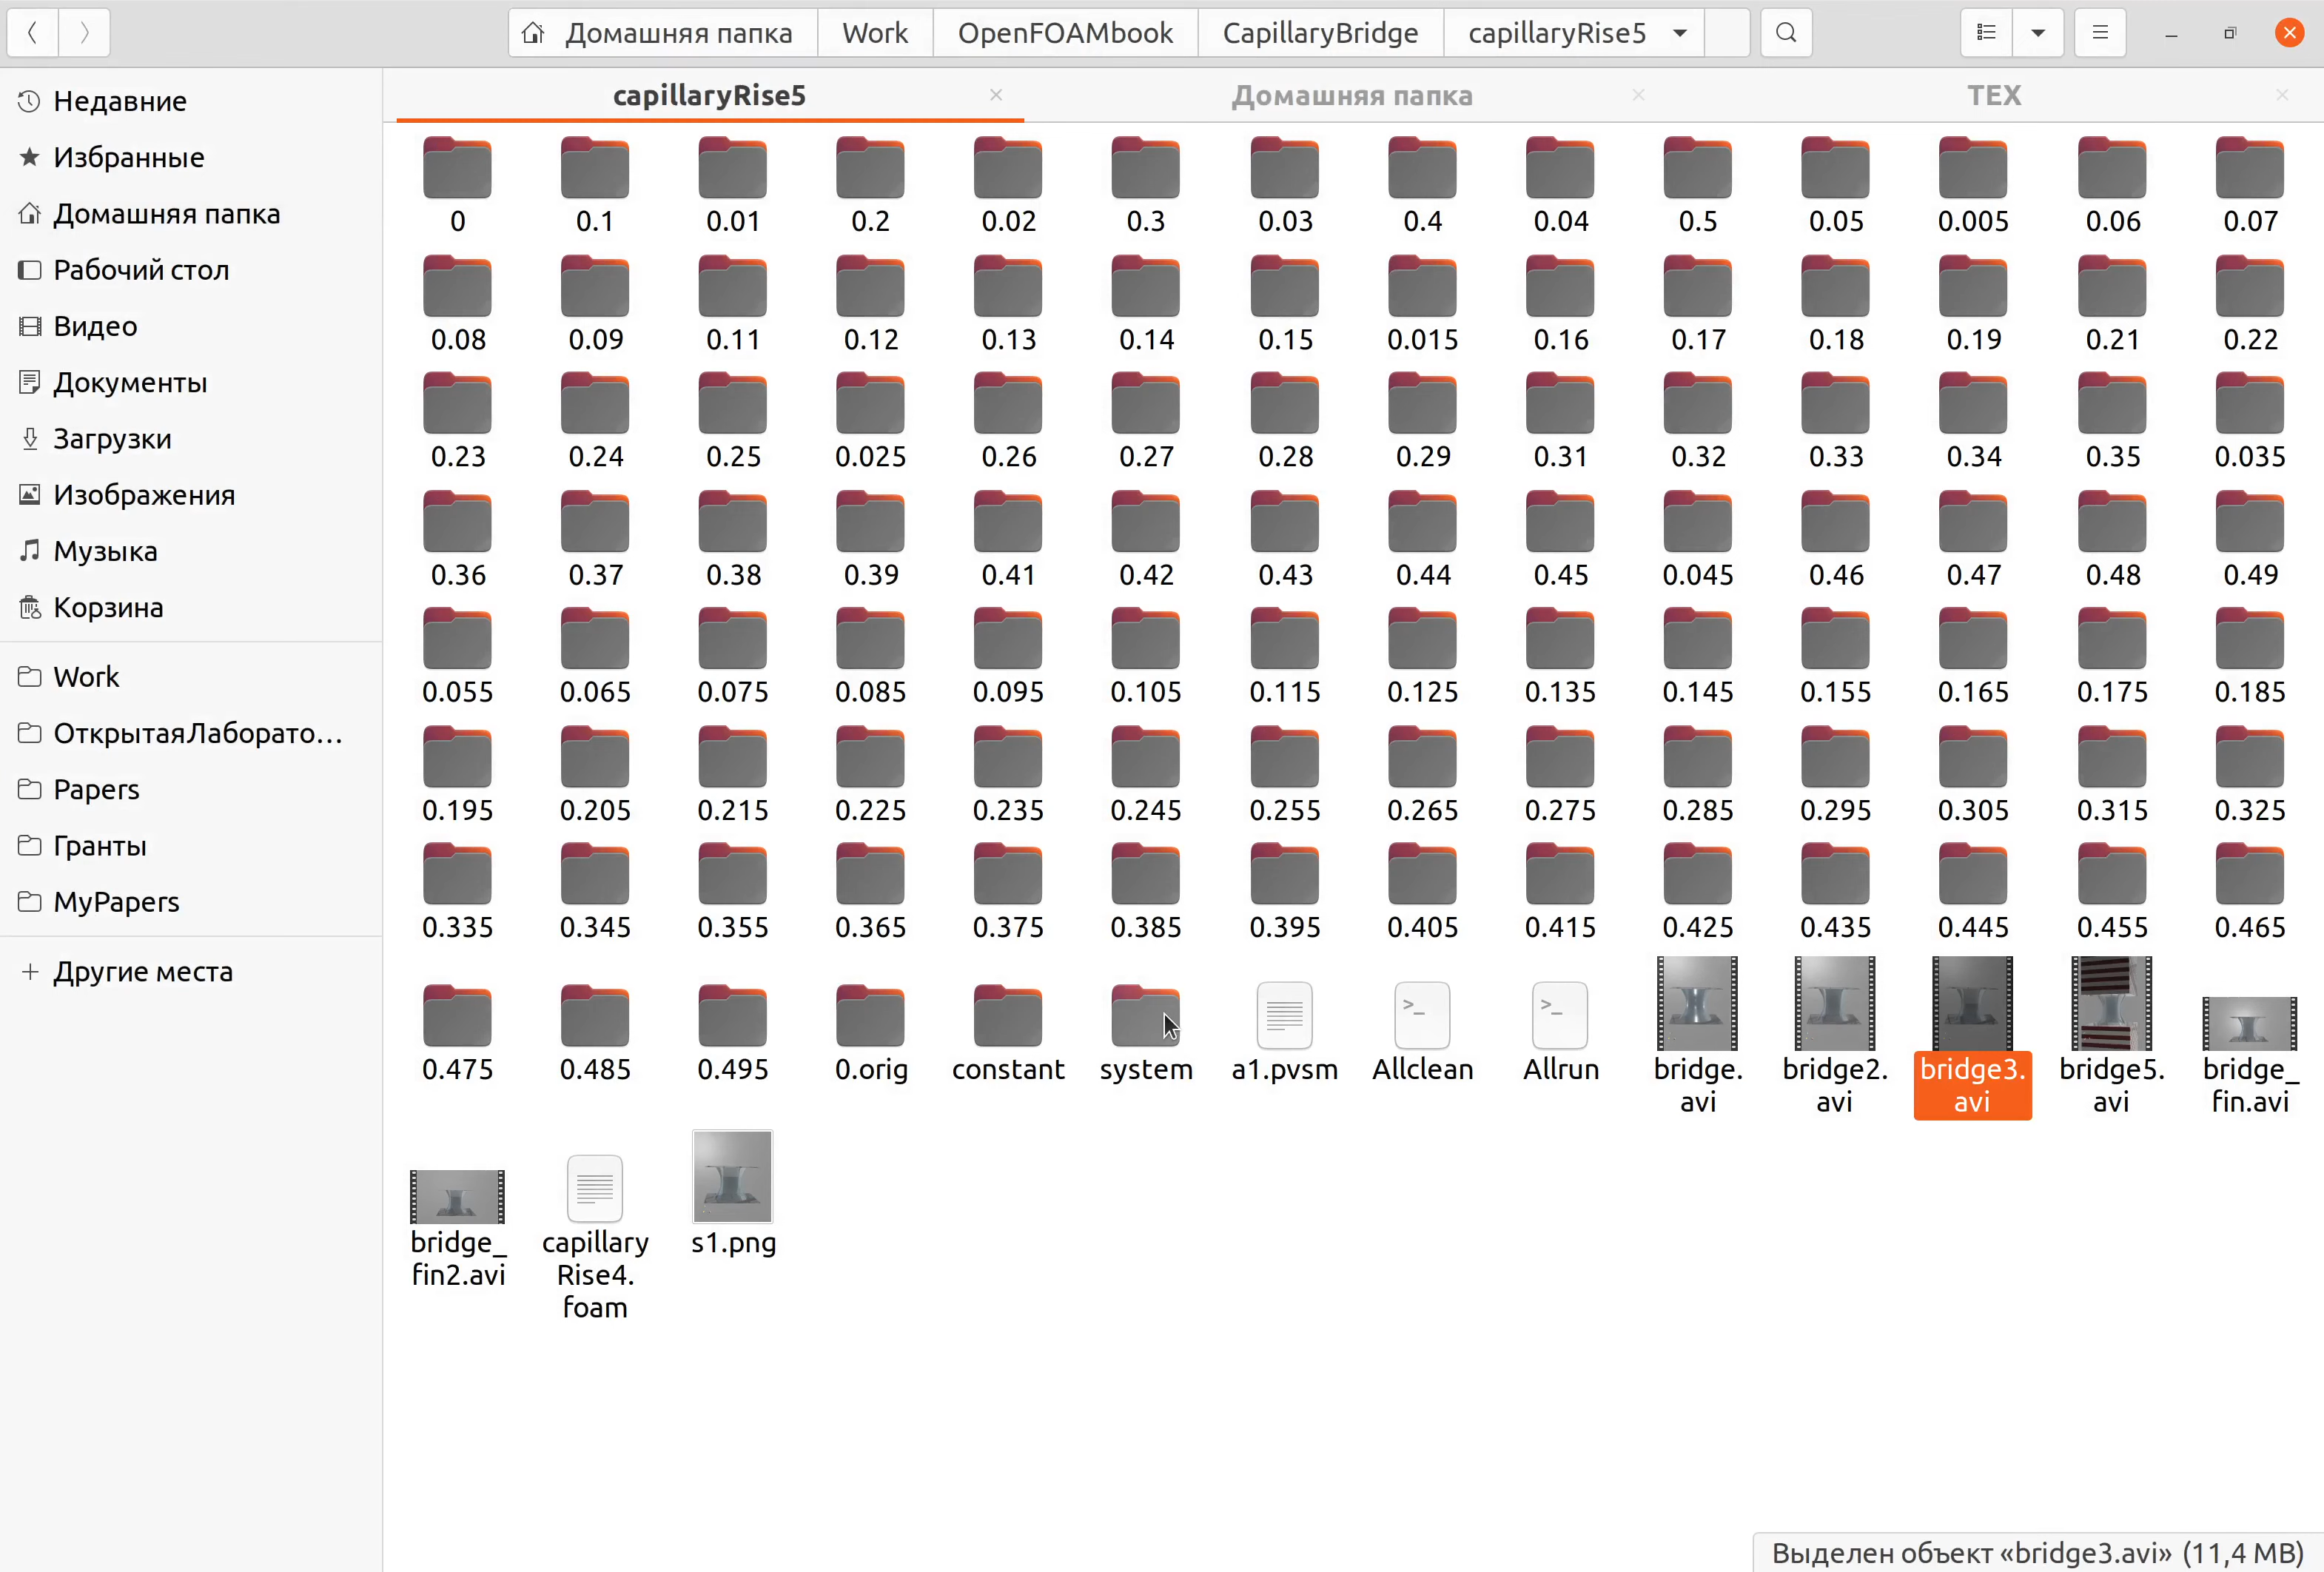 Домашняя папка Work OpenFOAMbook CapillaryBridge capillaryRise5
Недавние
Избранные
Домашняя папка
Рабочий стол
Видео
Документы
Загрузки
Изображения
Музыка
Корзина
Work
ОткрытаяЛаборато...
Papers
Гранты
MyPapers
Другие места
capillaryRise5 Домашняя папка TEX
0 0.1 0.01 0.2 0.02 0.3 0.03 0.4 0.04 0.5 0.05 0.005 0.06 0.07
0.08 0.09 0.11 0.12 0.13 0.14 0.15 0.015 0.16 0.17 0.18 0.19 0.21 0.22
0.23 0.24 0.25 0.025 0.26 0.27 0.28 0.29 0.31 0.32 0.33 0.34 0.35 0.035
0.36 0.37 0.38 0.39 0.41 0.42 0.43 0.44 0.45 0.045 0.46 0.47 0.48 0.49
0.055 0.065 0.075 0.085 0.095 0.105 0.115 0.125 0.135 0.145 0.155 0.165 0.175 0.185
0.195 0.205 0.215 0.225 0.235 0.245 0.255 0.265 0.275 0.285 0.295 0.305 0.315 0.325
0.335 0.345 0.355 0.365 0.375 0.385 0.395 0.405 0.415 0.425 0.435 0.445 0.455 0.465
0.475 0.485 0.495 0.orig constant system a1.pvsm Allclean Allrun bridge. bridge2. bridge3. bridge5. bridge_
avi avi avi avi fin.avi
bridge_ capillary s1.png
fin2.avi Rise4.
foam
Выделен объект «bridge3.avi» (11,4 MB)